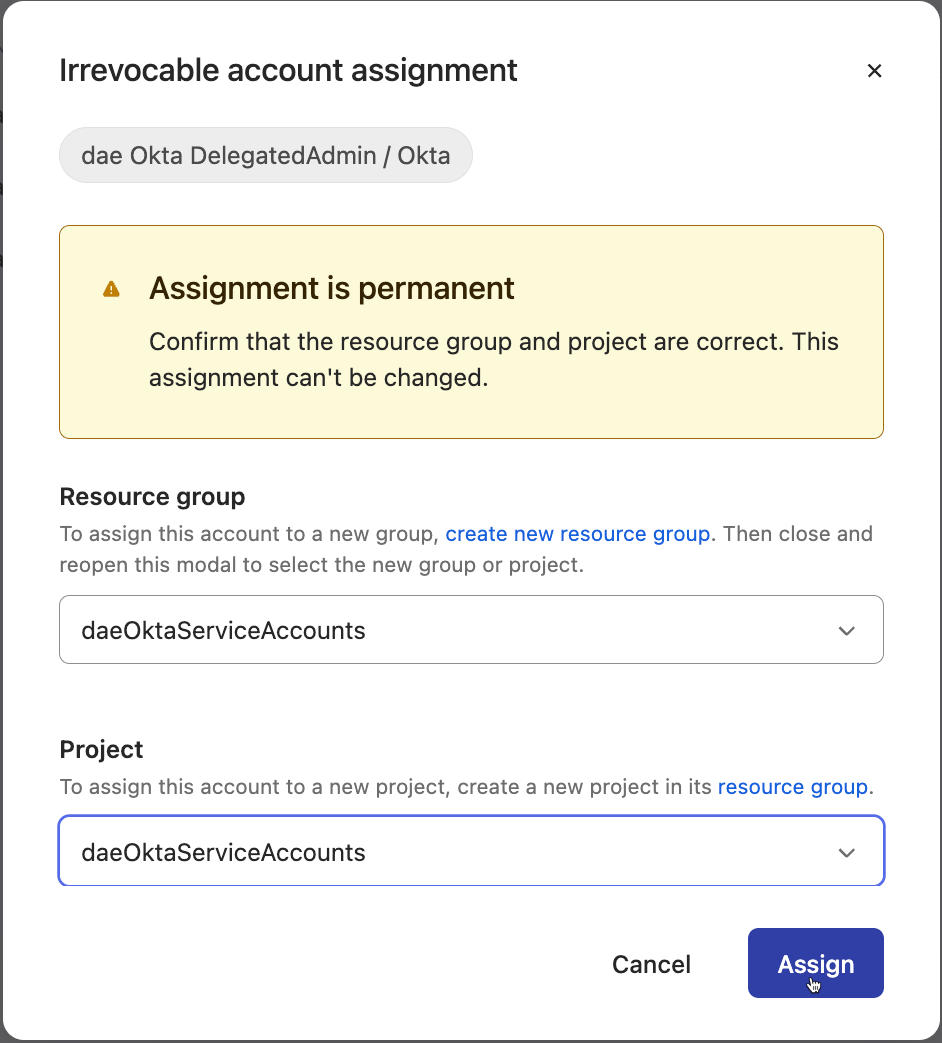 Irrevocable account assignment
dae Okta DelegatedAdmin / Okta
Assignment is permanent
Confirm that the resource group and project are correct. This
assignment can't be changed.
Resource group
To assign this account to a new group, create new resource group. Then close and
reopen this modal to select the new group or project.
daeOktaServiceAccounts
Project
To assign this account to a new project, create a new project in its resource group.
daeOktaServiceAccounts
Cancel
Assign